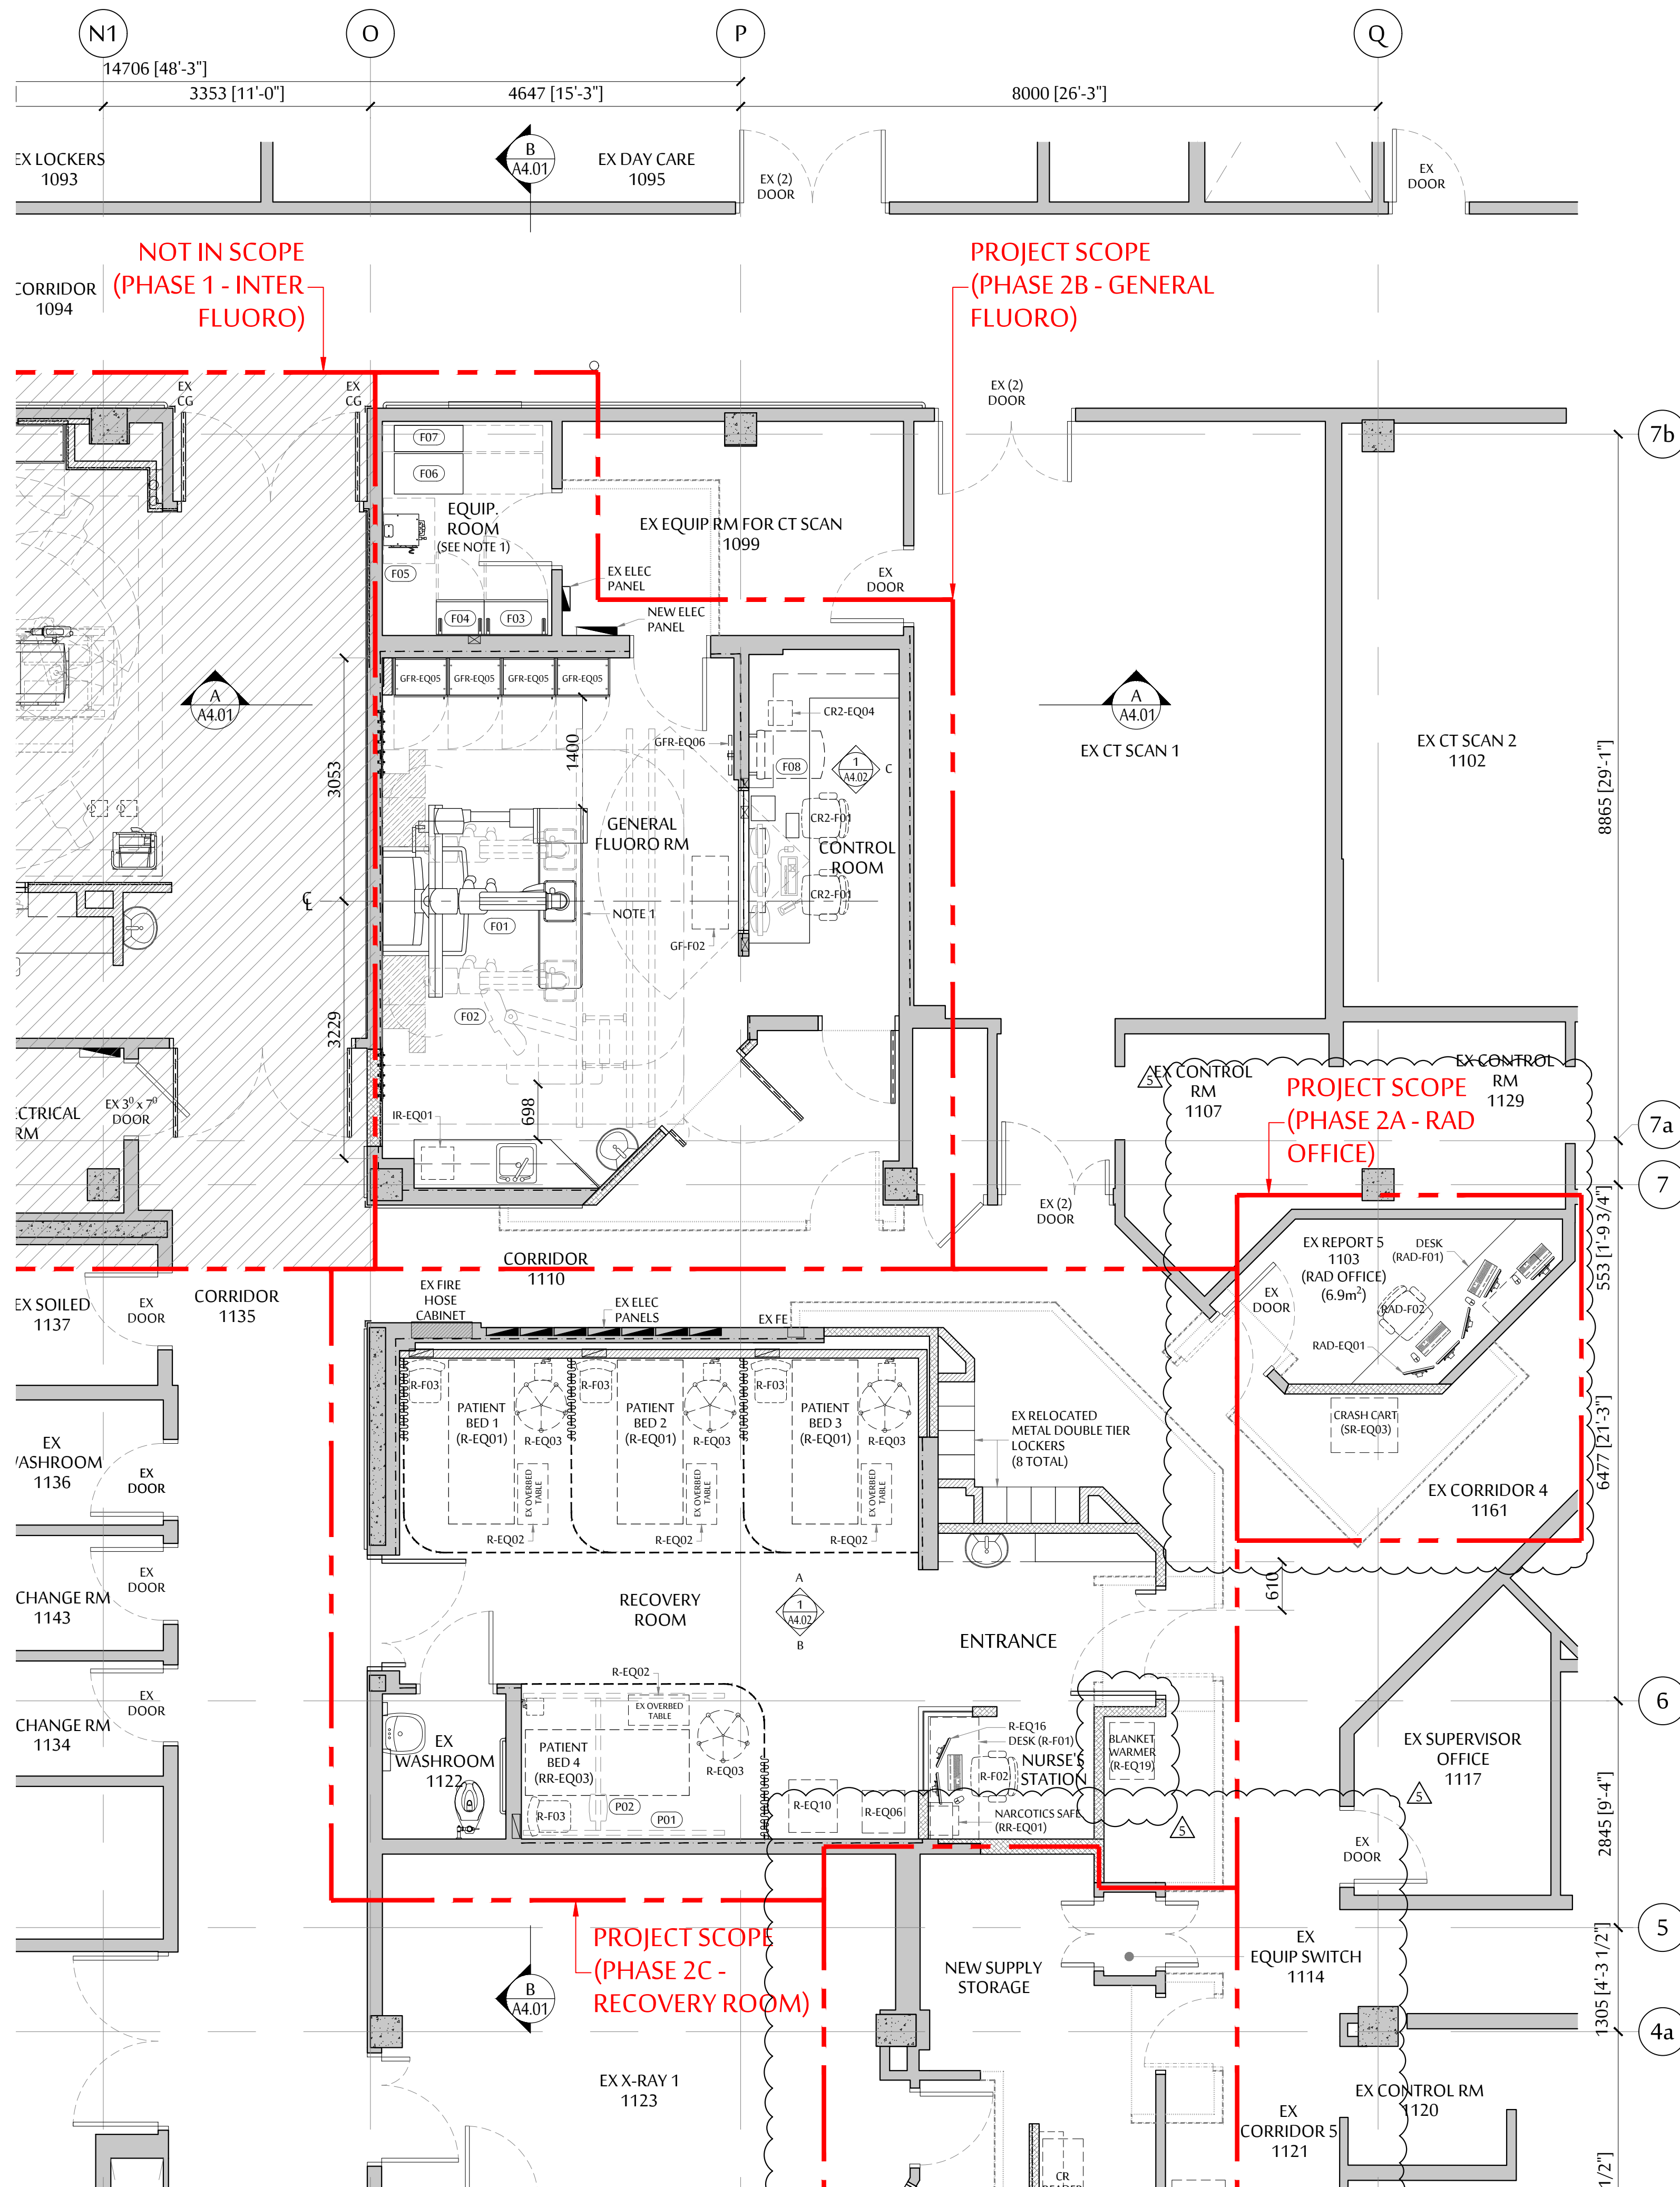 N1
O
P
Q
14706 [48'-3"]
3353 [11'-0"]
4647 [15'-3"]
8000 [26'-3"]
EX LOCKERS
1093
B
A4.01
EX DAY CARE
1095
EX (2)
DOOR
EX
DOOR
NOT IN SCOPE
(PHASE 1 - INTER
FLUORO)
PROJECT SCOPE
(PHASE 2B - GENERAL
FLUORO)
CORRIDOR
1094
EX
CG
EX
CG
EX (2)
DOOR
7b
F07
F06
EQUIP.
ROOM
(SEE NOTE 1)
EX EQUIP RM FOR CT SCAN
1099
F05
EX ELEC
PANEL
EX
DOOR
F04
F03
NEW ELEC
PANEL
GFR-EQ05
GFR-EQ05
GFR-EQ05
GFR-EQ05
A
A4.01
A
A4.01
CR2-EQ04
GFR-EQ06
1400
F08
1
A4.02
C
EX CT SCAN 1
EX CT SCAN 2
1102
3053
8865 [29'-1"]
GENERAL
FLUORO RM
CR2-F01
CONTROL
ROOM
CR2-F01
NOTE 1
F01
GF-F02
F02
3229
698
IR-EQ01
EX 3⁰ x 7⁰
DOOR
CTRICAL
RM
5
EX CONTROL
RM
1107
EX CONTROL
RM
1129
PROJECT SCOPE
(PHASE 2A - RAD
OFFICE)
7a
7
EX (2)
DOOR
553 [1'-9 3/4"]
EX REPORT 5
1103
(RAD OFFICE)
(6.9m²)
DESK
(RAD-F01)
RAD-F02
RAD-EQ01
EX
DOOR
CORRIDOR
1110
CORRIDOR
1135
EX SOILED
1137
EX
DOOR
EX FIRE
HOSE
CABINET
EX ELEC
PANELS
EX FE
R-F03
R-F03
R-F03
PATIENT
BED 1
(R-EQ01)
R-EQ03
PATIENT
BED 2
(R-EQ01)
R-EQ03
PATIENT
BED 3
(R-EQ01)
R-EQ03
EX OVERBED
TABLE
EX OVERBED
TABLE
EX OVERBED
TABLE
R-EQ02
R-EQ02
R-EQ02
EX RELOCATED
METAL DOUBLE TIER
LOCKERS
(8 TOTAL)
CRASH CART
(SR-EQ03)
6477 [21'-3"]
EX CORRIDOR 4
1161
EX
WASHROOM
1136
EX
DOOR
CHANGE RM
1143
EX
DOOR
610
RECOVERY
ROOM
A
1
A4.02
B
ENTRANCE
R-EQ02
EX OVERBED
TABLE
EX
DOOR
CHANGE RM
1134
6
EX
WASHROOM
1122
PATIENT
BED 4
(RR-EQ03)
R-EQ03
R-F03
P02
P01
R-EQ10
R-EQ06
R-EQ16
DESK (R-F01)
NURSE'S
STATION
R-F02
NARCOTICS SAFE
(RR-EQ01)
BLANKET
WARMER
(R-EQ19)
5
EX SUPERVISOR
OFFICE
1117
5
EX
DOOR
2845 [9'-4"]
5
PROJECT SCOPE
(PHASE 2C -
RECOVERY ROOM)
B
A4.01
NEW SUPPLY
STORAGE
EX
EQUIP SWITCH
1114
1305 [4'-3 1/2"]
4a
EX X-RAY 1
1123
EX CONTROL RM
1120
EX
CORRIDOR 5
1121
CR
1/2"]